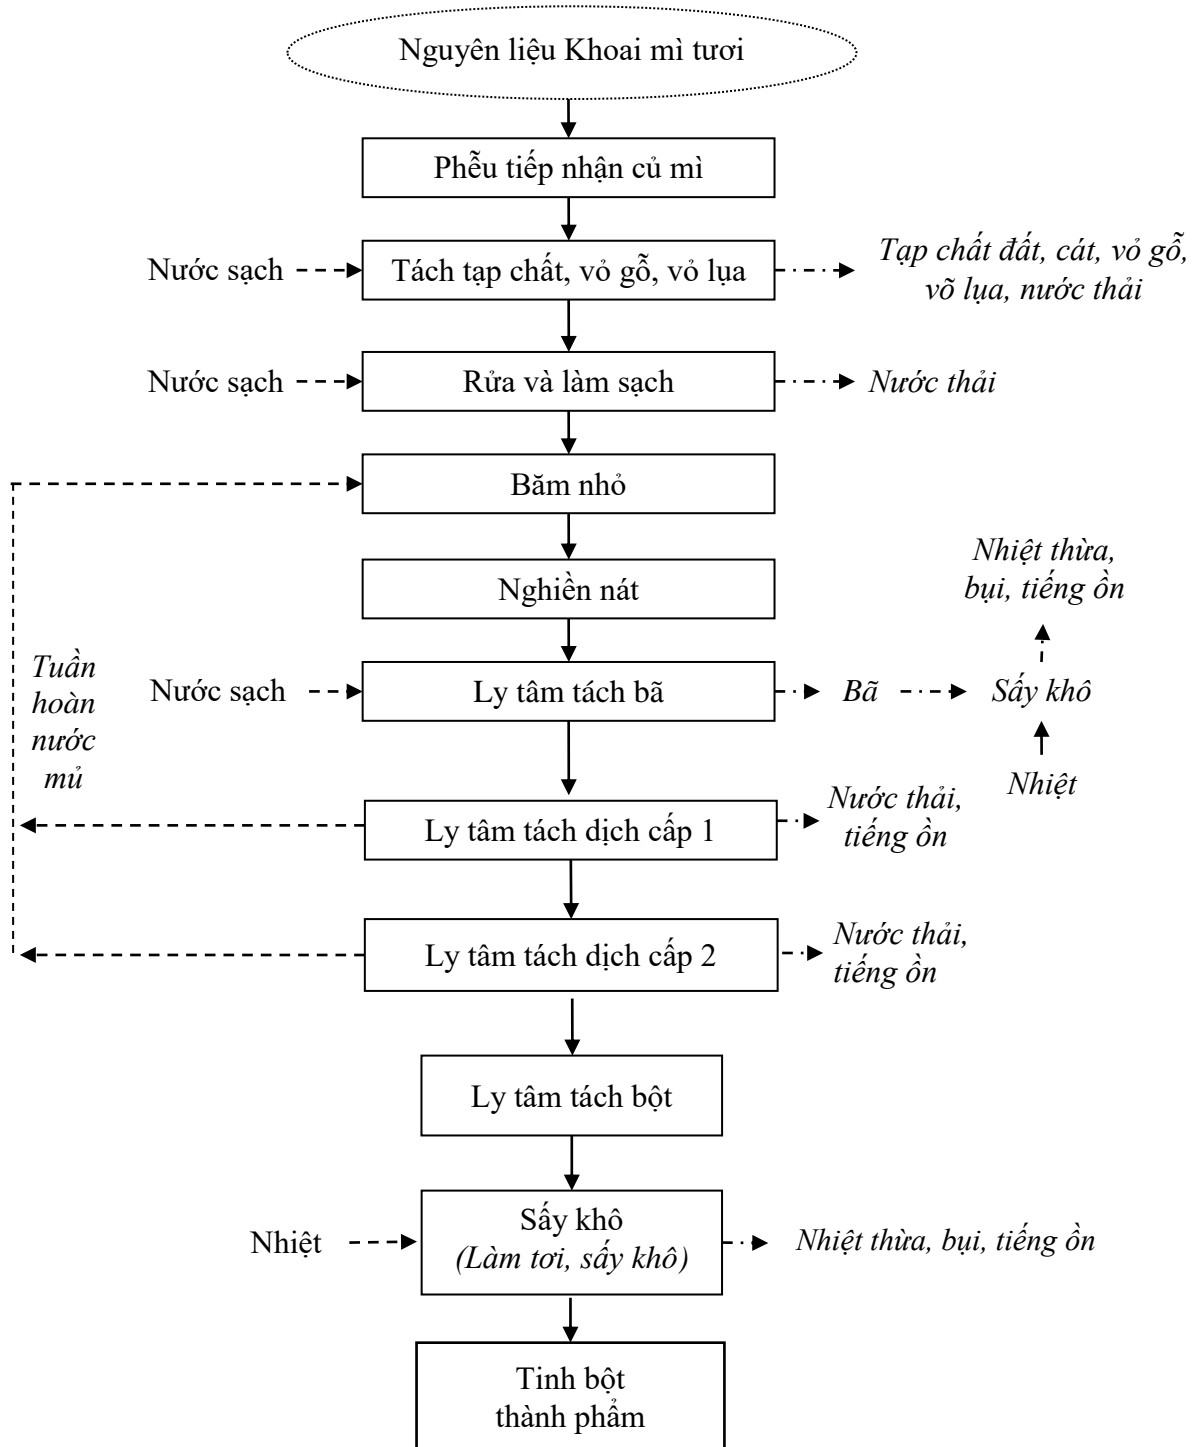 Nguyên liệu Khoai mì tươi
Phễu tiếp nhận củ mì
Nước sạch
Tách tạp chất, vỏ gỗ, vỏ lụa
Tạp chất đất, cát, vỏ gỗ,
võ lụa, nước thải
Nước sạch
Rửa và làm sạch
Nước thải
Băm nhỏ
Nghiền nát
Nhiệt thừa,
bụi, tiếng ồn
Tuần
hoàn
nước
mủ
Nước sạch
Ly tâm tách bã
Bã
Sấy khô
Nhiệt
Ly tâm tách dịch cấp 1
Nước thải,
tiếng ồn
Ly tâm tách dịch cấp 2
Nước thải,
tiếng ồn
Ly tâm tách bột
Nhiệt
Sấy khô
(Làm tơi, sấy khô)
Nhiệt thừa, bụi, tiếng ồn
Tinh bột
thành phẩm